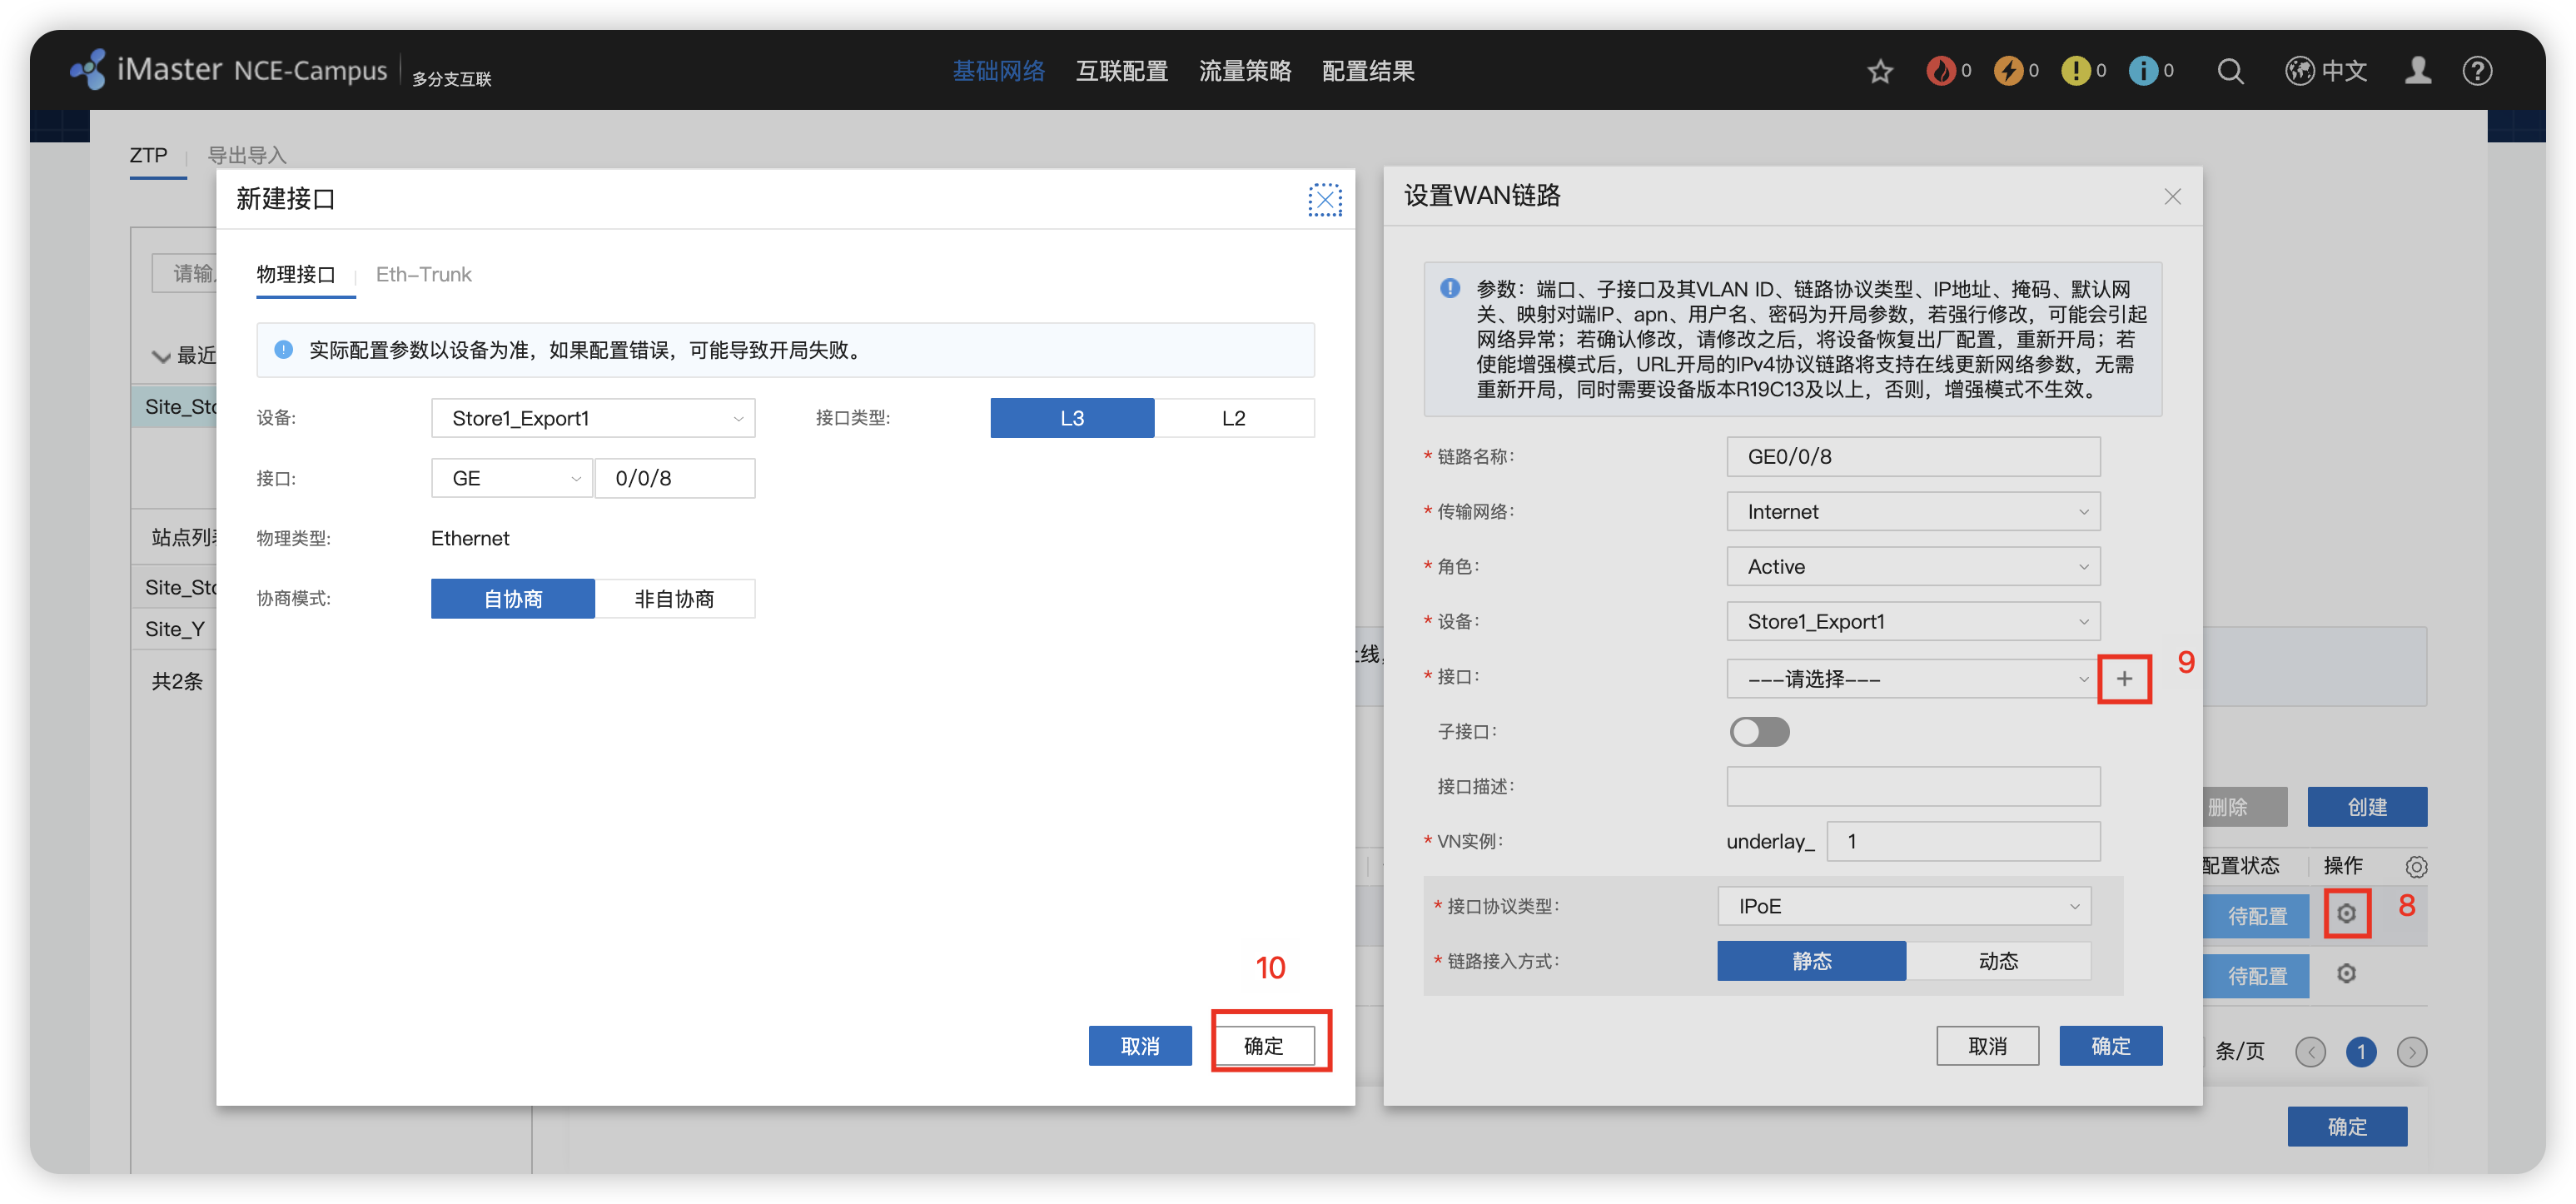 iMaster NCE-Campus 多分支互联
基础网络 互联配置 流量策略 配置结果
0 0 0 0 中文
ZTP 导出导入
请输
最近
Site_Sto
站点列表
Site_Sto
Site_Y
共2条
新建接口
物理接口 Eth-Trunk
实际配置参数以设备为准，如果配置错误，可能导致开局失败。
设备: Store1_Export1 接口类型: L3 L2
接口: GE 0/0/8
物理类型: Ethernet
协商模式: 自协商 非自协商
10
取消 确定
上线,
设置WAN链路
参数：端口、子接口及其VLAN ID、链路协议类型、IP地址、掩码、默认网
关、映射对端IP、apn、用户名、密码为开局参数，若强行修改，可能会引起
网络异常；若确认修改，请修改之后，将设备恢复出厂配置，重新开局；若
使能增强模式后，URL开局的IPv4协议链路将支持在线更新网络参数，无需
重新开局，同时需要设备版本R19C13及以上，否则，增强模式不生效。
* 链路名称: GE0/0/8
* 传输网络: Internet
* 角色: Active
* 设备: Store1_Export1
* 接口: ---请选择--- + 9
子接口:
接口描述:
* VN实例: underlay_ 1
* 接口协议类型: IPoE
* 链路接入方式: 静态 动态
取消 确定
删除 创建
配置状态 操作
待配置 8
待配置
条/页 1
确定